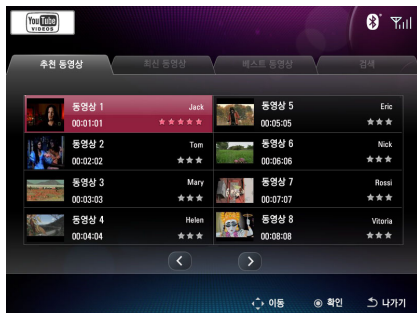 You Tube
VIDEOS
추천 동영상
최신 동영상
베스트 동영상
검색
동영상 1 Jack
00:01:01
동영상 2 Tom
00:02:02
동영상 3 Mary
00:03:03
동영상 4 Helen
00:04:04
동영상 5 Eric
00:05:05
동영상 6 Nick
00:06:06
동영상 7 Rossi
00:07:07
동영상 8 Vitoria
00:08:08
이동
확인
나가기